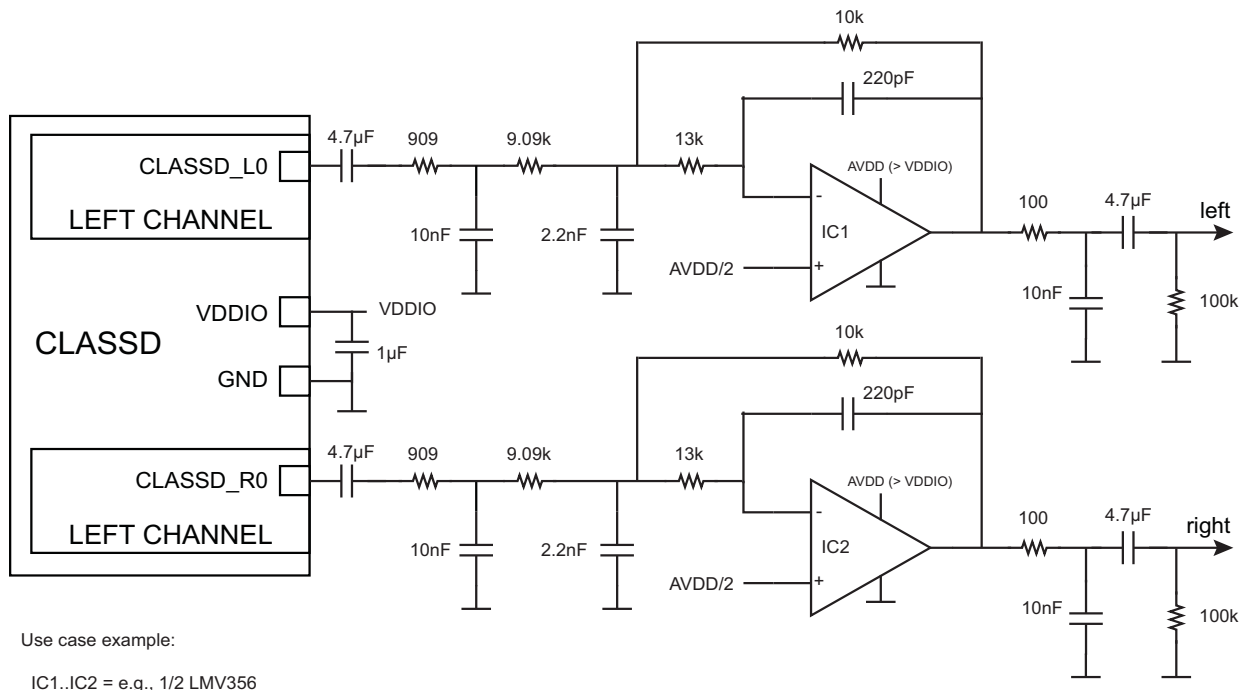 10k
220pF
4.7µF
909
9.09k
13k
CLASSD_L0
LEFT CHANNEL
10nF
2.2nF
AVDD (> VDDIO)
-
IC1
+
AVDD/2
100
4.7µF
left
10nF
100k
VDDIO
VDDIO
1µF
CLASSD
GND
10k
220pF
4.7µF
909
9.09k
13k
CLASSD_R0
LEFT CHANNEL
10nF
2.2nF
AVDD (> VDDIO)
-
IC2
+
AVDD/2
100
4.7µF
right
10nF
100k
Use case example:
IC1..IC2 = e.g., 1/2 LMV356